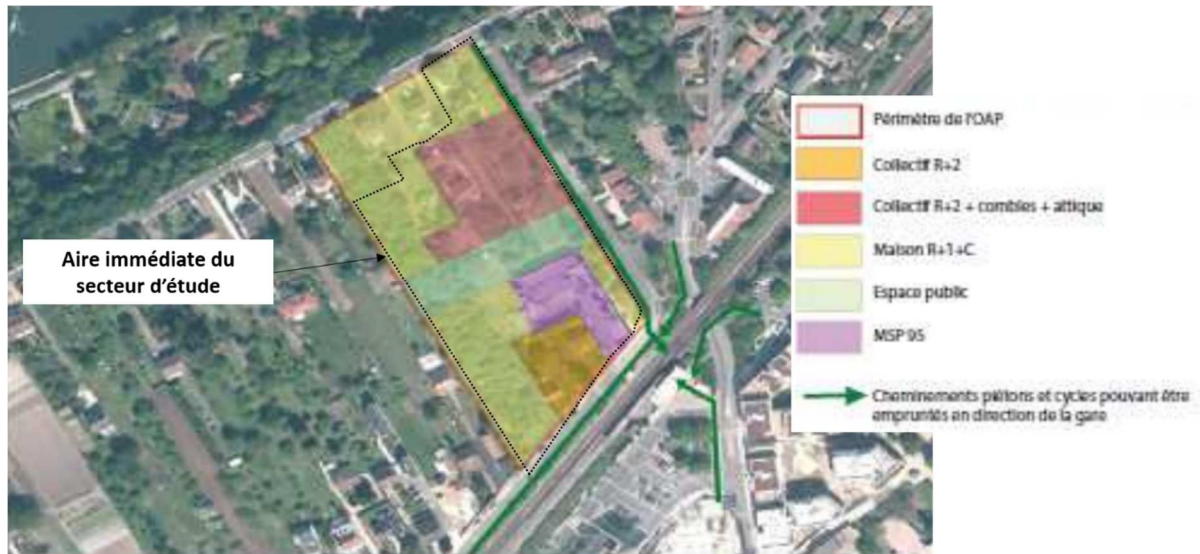 Aire immédiate du
secteur d'étude
Périmètre de l'OAP
Collectif R+2
Collectif R+2 + combles + attique
Maison R+1+C
Espace public
MSP 95
Cheminements piétons et cycles pouvant être
empruntés en direction de la gare